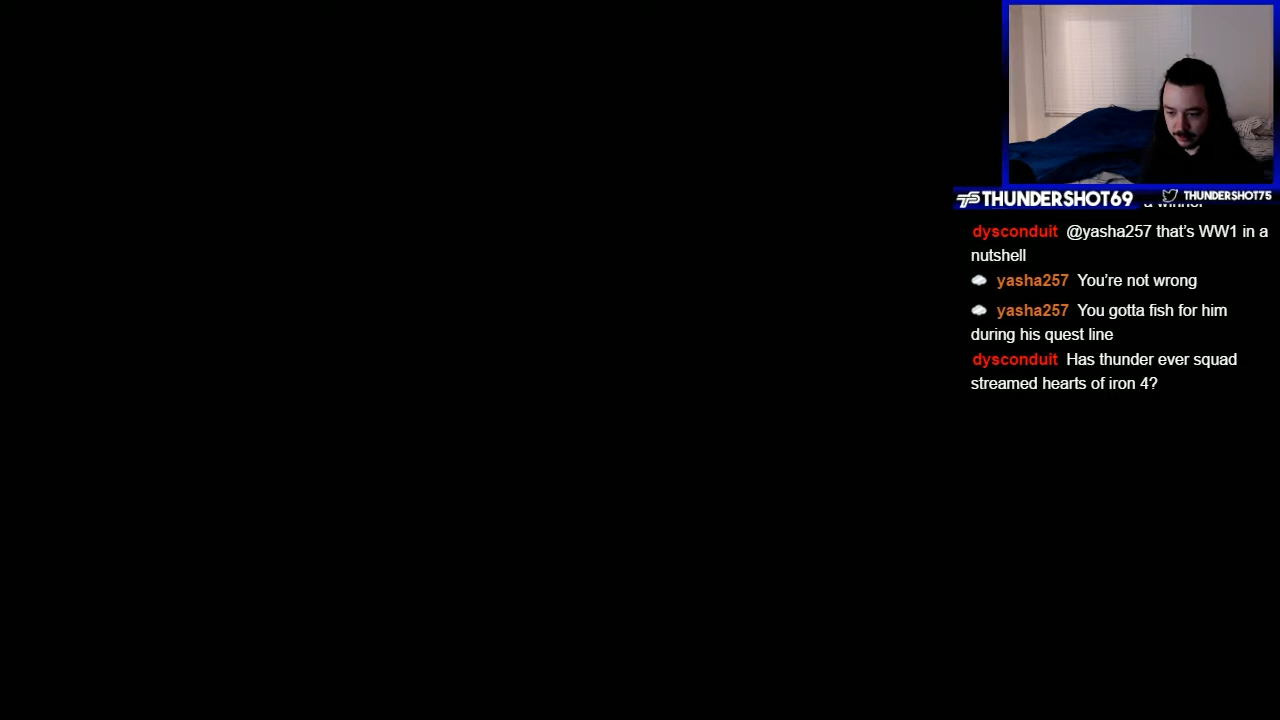 THUNDERSHOT69
THUNDERSHOT75
a winner
dysconduit @yasha257 that's WW1 in a
nutshell
yasha257 You're not wrong
yasha257 You gotta fish for him
during his quest line
dysconduit Has thunder ever squad
streamed hearts of iron 4?